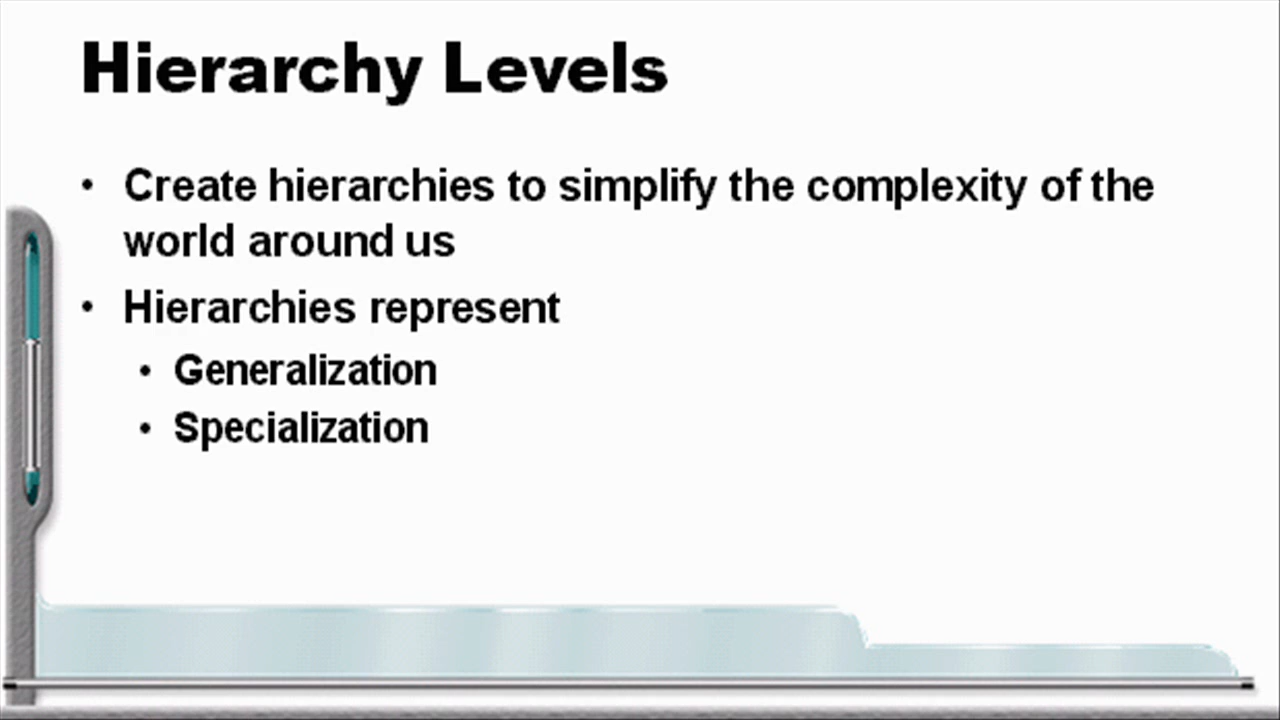 Hierarchy Levels
• Create hierarchies to simplify the complexity of the
world around us
• Hierarchies represent
• Generalization
• Specialization